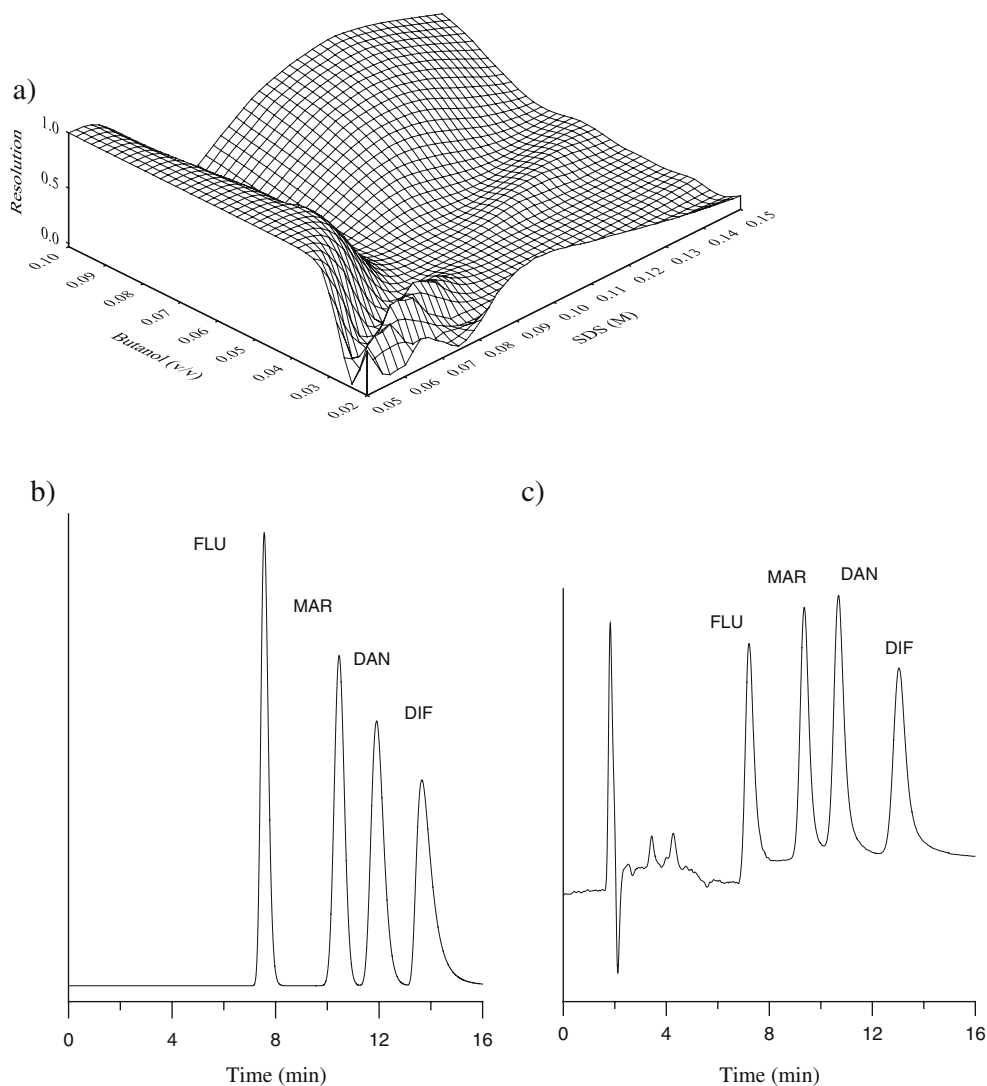 a)
Resolution
1.0
0.5
0.0
0.10
0.09
0.08
0.07
0.06
0.05
0.04
0.03
0.02
Butanol (v/v)
0.05
0.06
0.07
0.08
0.09
0.10
0.11
0.12
0.13
0.14
0.15
SDS (M)
b)
FLU
MAR
DAN
DIF
0 4 8 12 16
Time (min)
c)
FLU
MAR
DAN
DIF
0 4 8 12 16
Time (min)